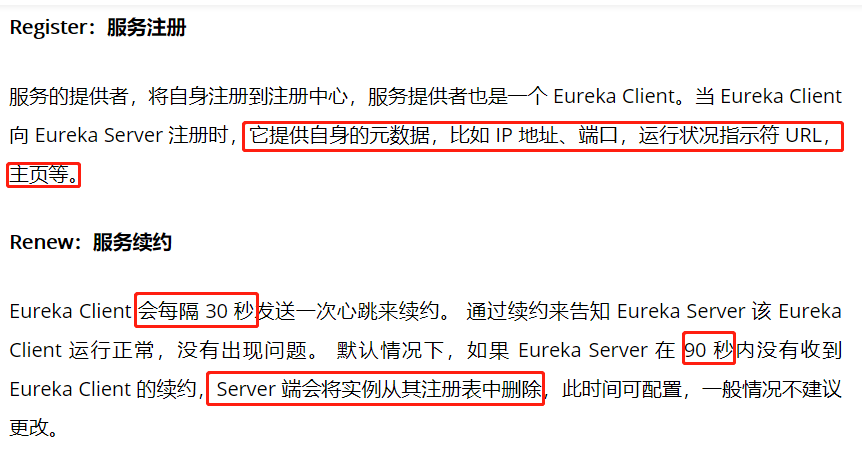 Register：服务注册
服务的提供者，将自身注册到注册中心，服务提供者也是一个 Eureka Client。当 Eureka Client
向 Eureka Server 注册时，它提供自身的元数据，比如 IP 地址、端口，运行状况指示符 URL，
主页等。
Renew：服务续约
Eureka Client 会每隔 30 秒发送一次心跳来续约。 通过续约来告知 Eureka Server 该 Eureka
Client 运行正常，没有出现问题。 默认情况下，如果 Eureka Server 在 90 秒内没有收到
Eureka Client 的续约，Server 端会将实例从其注册表中删除，此时间可配置，一般情况不建议
更改。